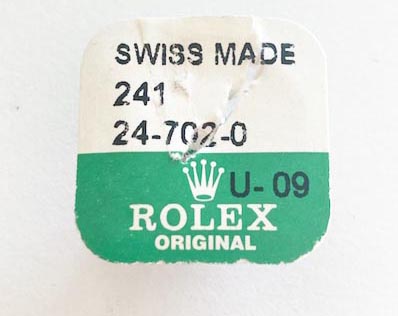 SWISS MADE
241
24-702-0
U- 09
ROLEX
ORIGINAL